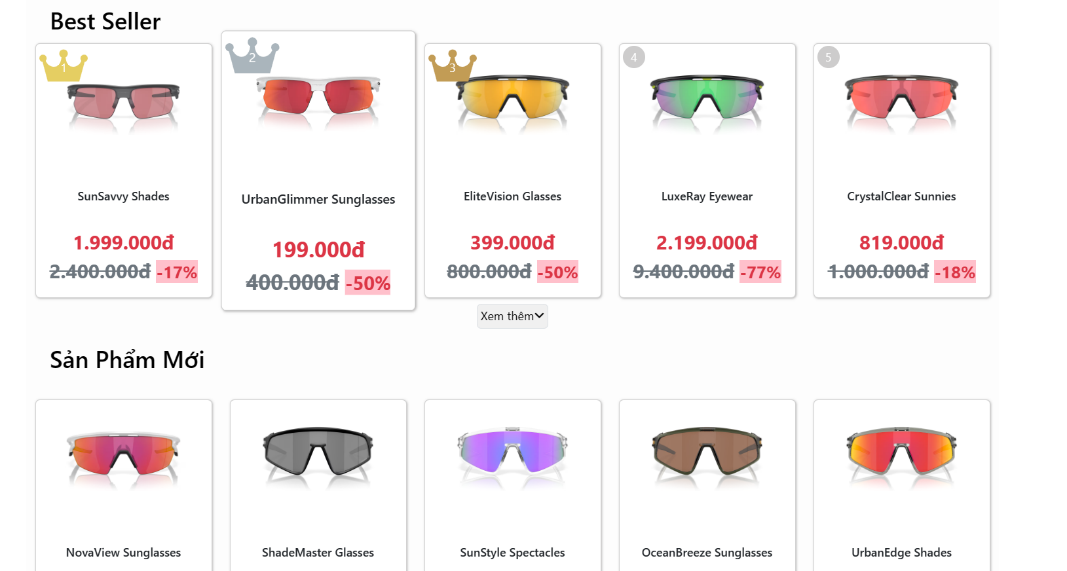 Best Seller
1
2
3
4
5
SunSavvy Shades
UrbanGlimmer Sunglasses
EliteVision Glasses
LuxeRay Eyewear
CrystalClear Sunnies
1.999.000đ
199.000đ
399.000đ
2.199.000đ
819.000đ
2.400.000đ -17%
400.000đ -50%
800.000đ -50%
9.400.000đ -77%
1.000.000đ -18%
Xem thêm
Sản Phẩm Mới
NovaView Sunglasses
ShadeMaster Glasses
SunStyle Spectacles
OceanBreeze Sunglasses
UrbanEdge Shades